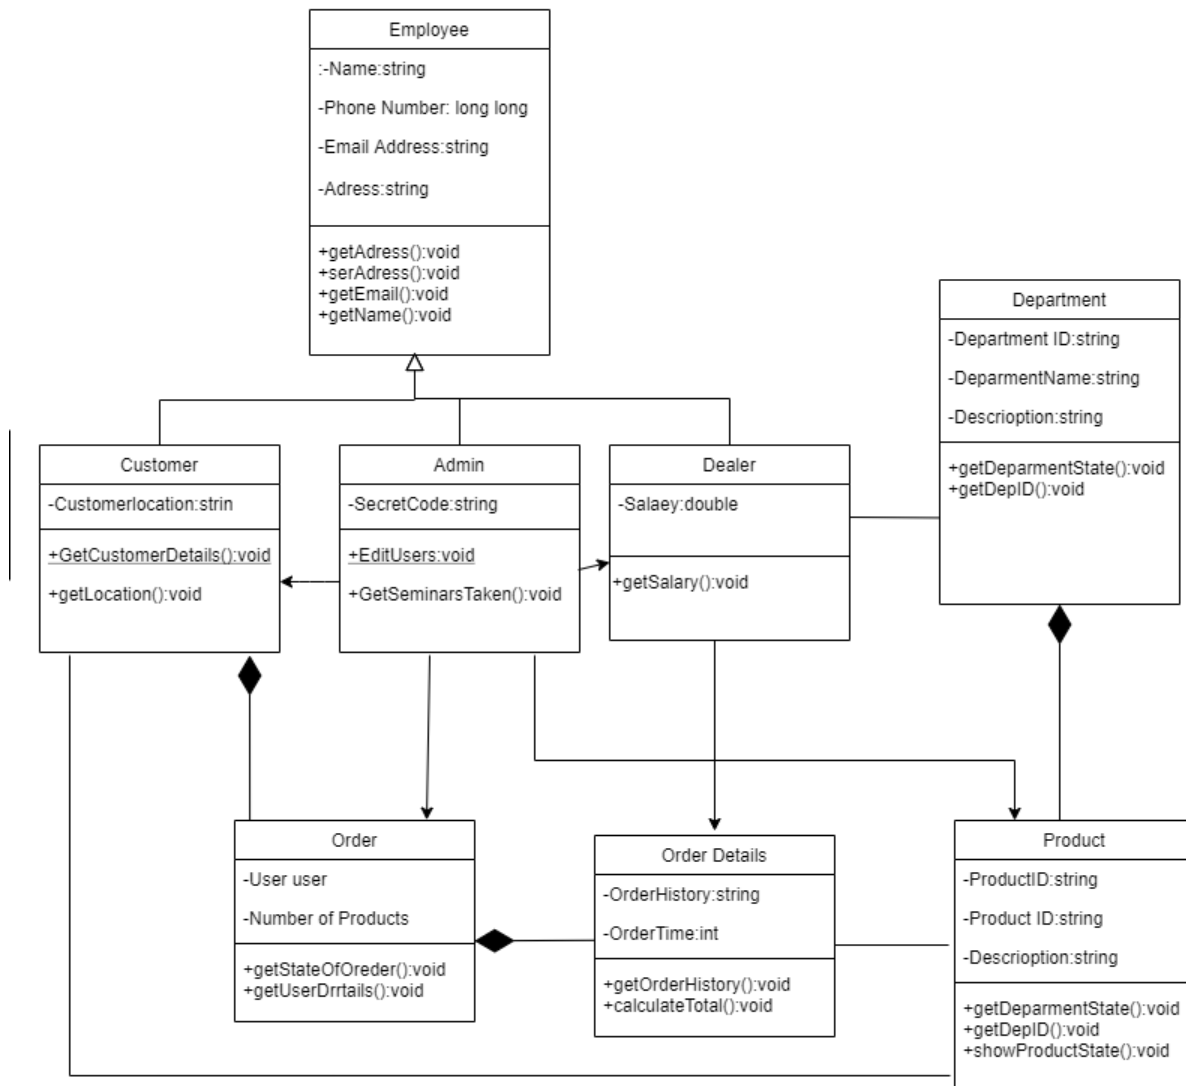 Employee
:-Name:string
-Phone Number: long long
-Email Address:string
-Adress:string
+getAdress():void
+serAdress():void
+getEmail():void
+getName():void
Department
-Department ID:string
-DeparmentName:string
-Descrioption:string
+getDeparmentState():void
+getDepID():void
Customer
-Customerlocation:strin
+GetCustomerDetails():void
+getLocation():void
Admin
-SecretCode:string
+EditUsers:void
+GetSeminarsTaken():void
Dealer
-Salaey:double
+getSalary():void
Order
-User user
-Number of Products
+getStateOfOreder():void
+getUserDrrtails():void
Order Details
-OrderHistory:string
-OrderTime:int
+getOrderHistory():void
+calculateTotal():void
Product
-ProductID:string
-Product ID:string
-Descrioption:string
+getDeparmentState():void
+getDepID():void
+showProductState():void